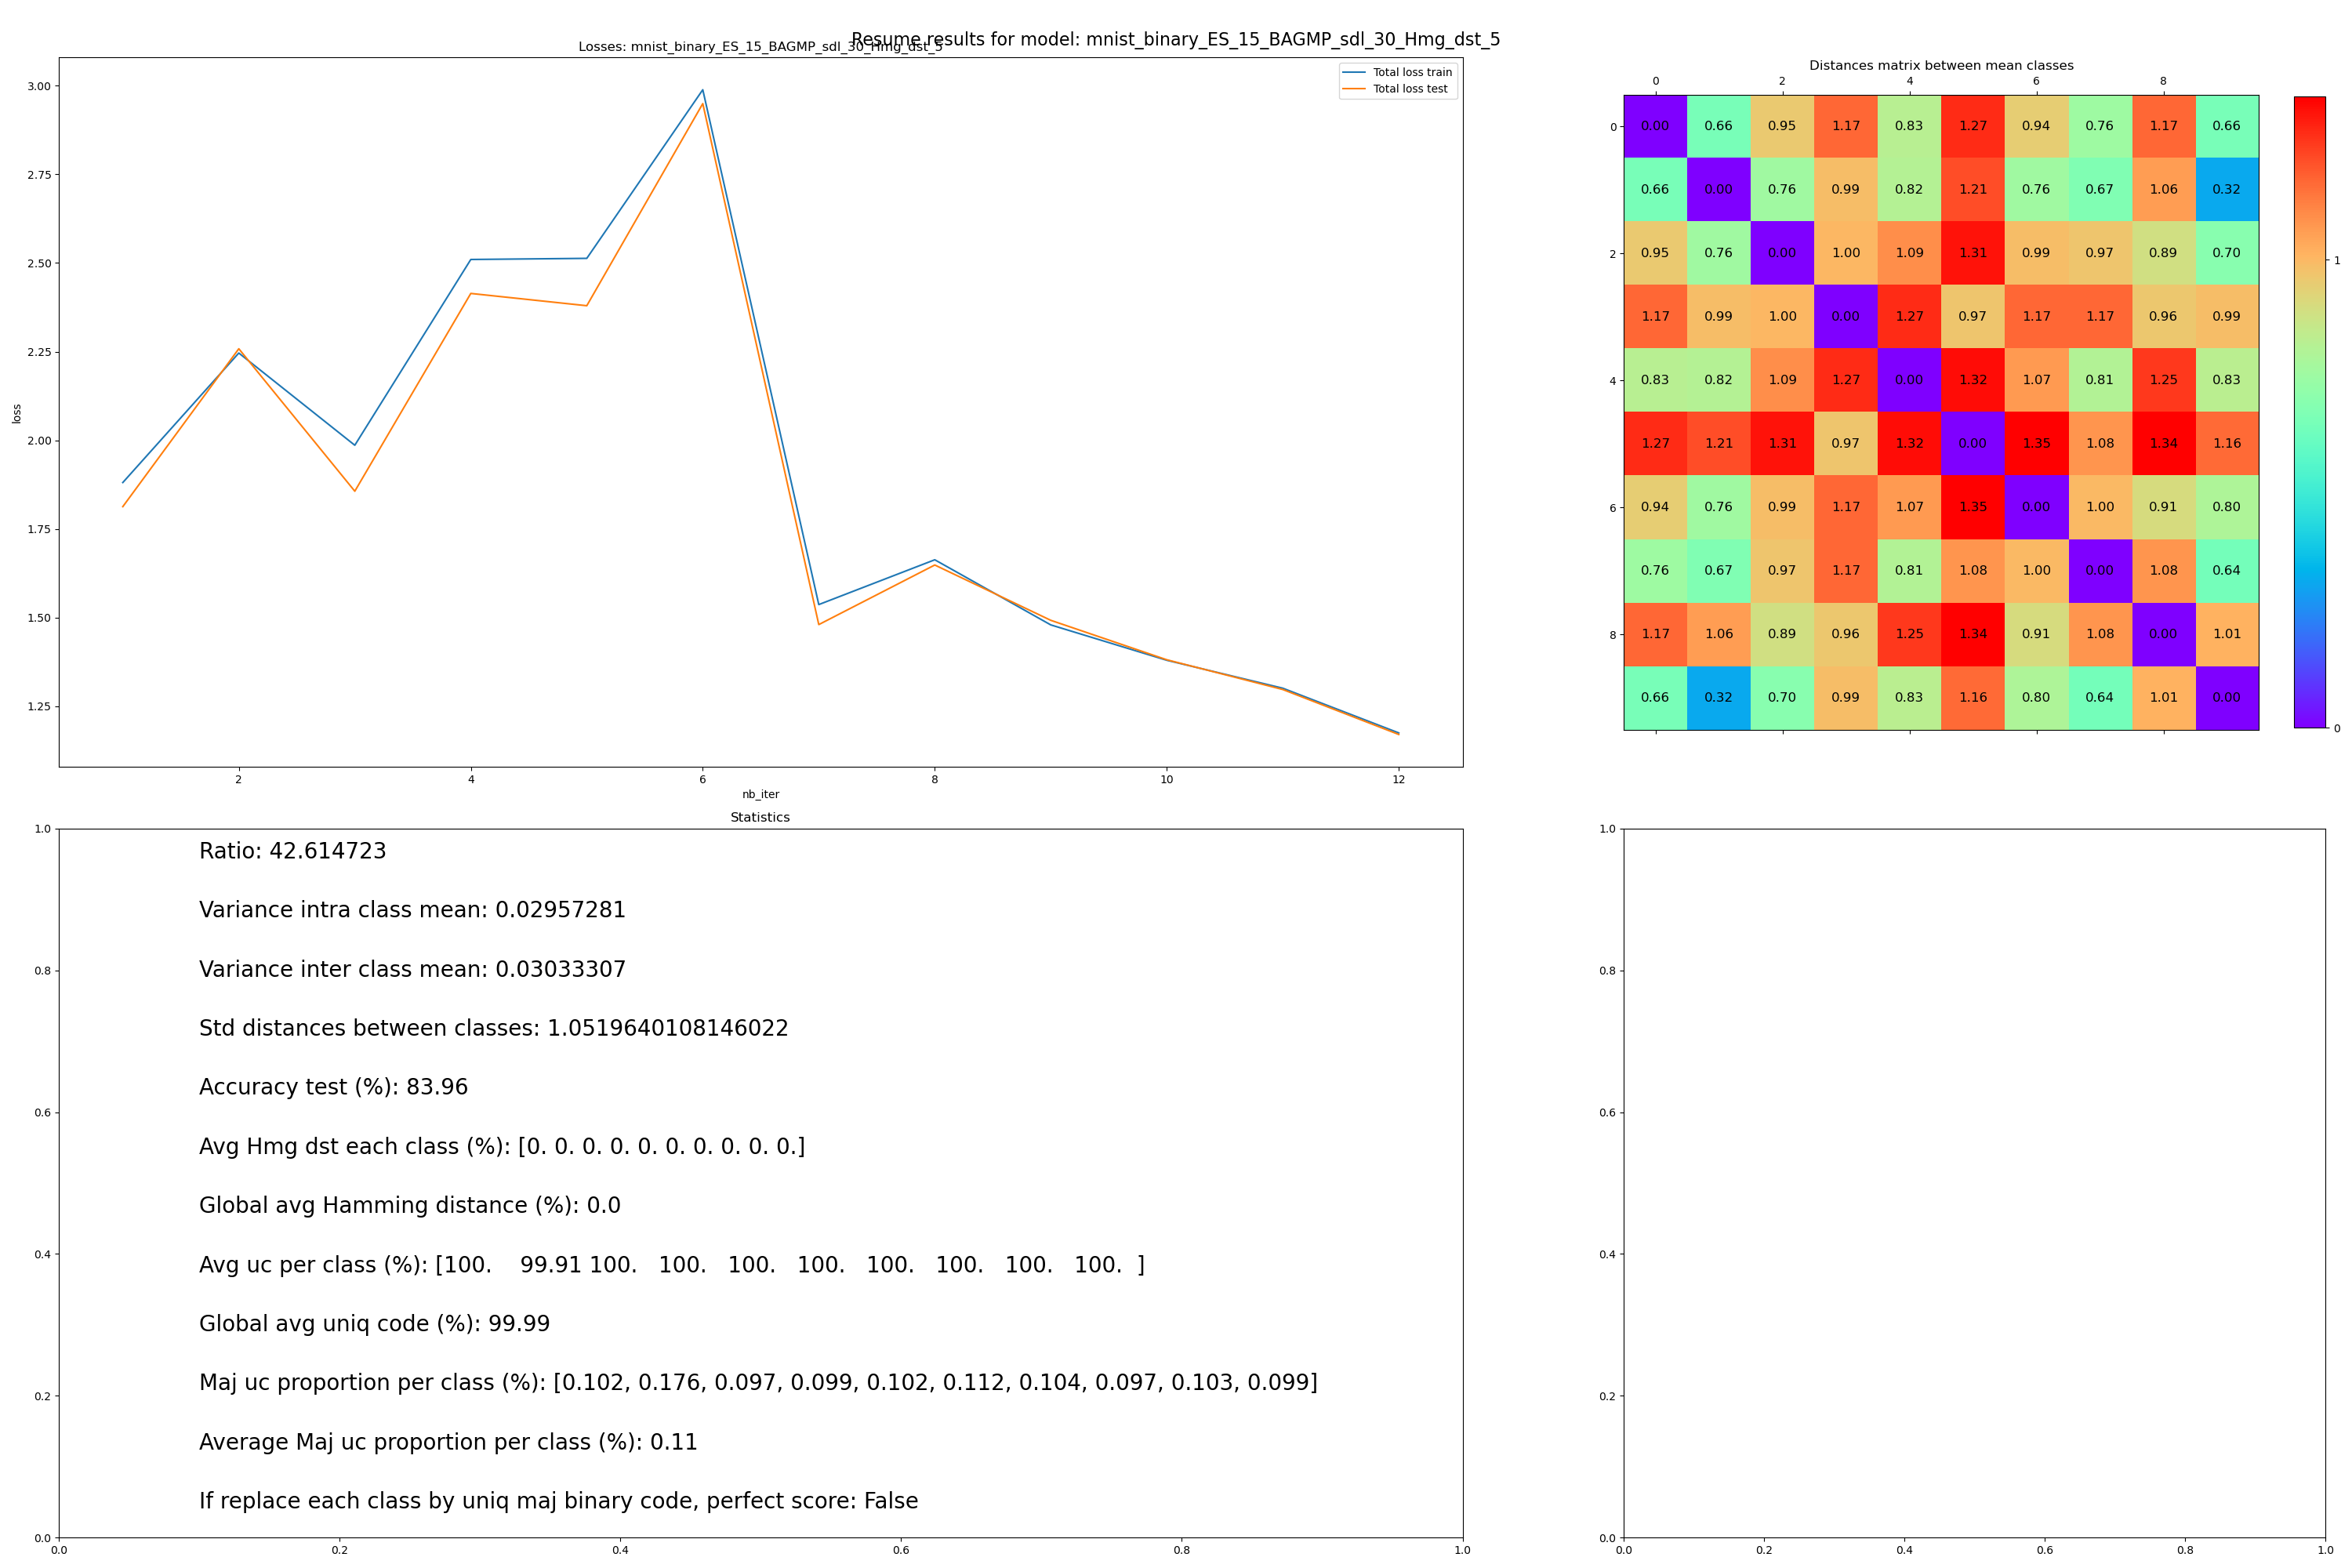 Resume results for model: mnist_binary_ES_15_BAGMP_sdl_30_Hmg_dst_5
Losses: mnist_binary_ES_15_BAGMP_sdl_30_Hmg_dst_5
Total loss train
Total loss test
3.00
2.75
2.50
2.25
2.00
1.75
1.50
1.25
loss
2 4 6 8 10 12
nb_iter
Distances matrix between mean classes
0 2 4 6 8
0 0.00 0.66 0.95 1.17 0.83 1.27 0.94 0.76 1.17 0.66
0.66 0.00 0.76 0.99 0.82 1.21 0.76 0.67 1.06 0.32
2 0.95 0.76 0.00 1.00 1.09 1.31 0.99 0.97 0.89 0.70
1.17 0.99 1.00 0.00 1.27 0.97 1.17 1.17 0.96 0.99
4 0.83 0.82 1.09 1.27 0.00 1.32 1.07 0.81 1.25 0.83
1.27 1.21 1.31 0.97 1.32 0.00 1.35 1.08 1.34 1.16
6 0.94 0.76 0.99 1.17 1.07 1.35 0.00 1.00 0.91 0.80
0.76 0.67 0.97 1.17 0.81 1.08 1.00 0.00 1.08 0.64
8 1.17 1.06 0.89 0.96 1.25 1.34 0.91 1.08 0.00 1.01
0.66 0.32 0.70 0.99 0.83 1.16 0.80 0.64 1.01 0.00
1
0
Statistics
Ratio: 42.614723
Variance intra class mean: 0.02957281
Variance inter class mean: 0.03033307
Std distances between classes: 1.0519640108146022
Accuracy test (%): 83.96
Avg Hmg dst each class (%): [0. 0. 0. 0. 0. 0. 0. 0. 0. 0.]
Global avg Hamming distance (%): 0.0
Avg uc per class (%): [100. 99.91 100. 100. 100. 100. 100. 100. 100. 100. ]
Global avg uniq code (%): 99.99
Maj uc proportion per class (%): [0.102, 0.176, 0.097, 0.099, 0.102, 0.112, 0.104, 0.097, 0.103, 0.099]
Average Maj uc proportion per class (%): 0.11
If replace each class by uniq maj binary code, perfect score: False
1.0
0.8
0.6
0.4
0.2
0.0
0.0 0.2 0.4 0.6 0.8 1.0
1.0
0.8
0.6
0.4
0.2
0.0
0.0 0.2 0.4 0.6 0.8 1.0